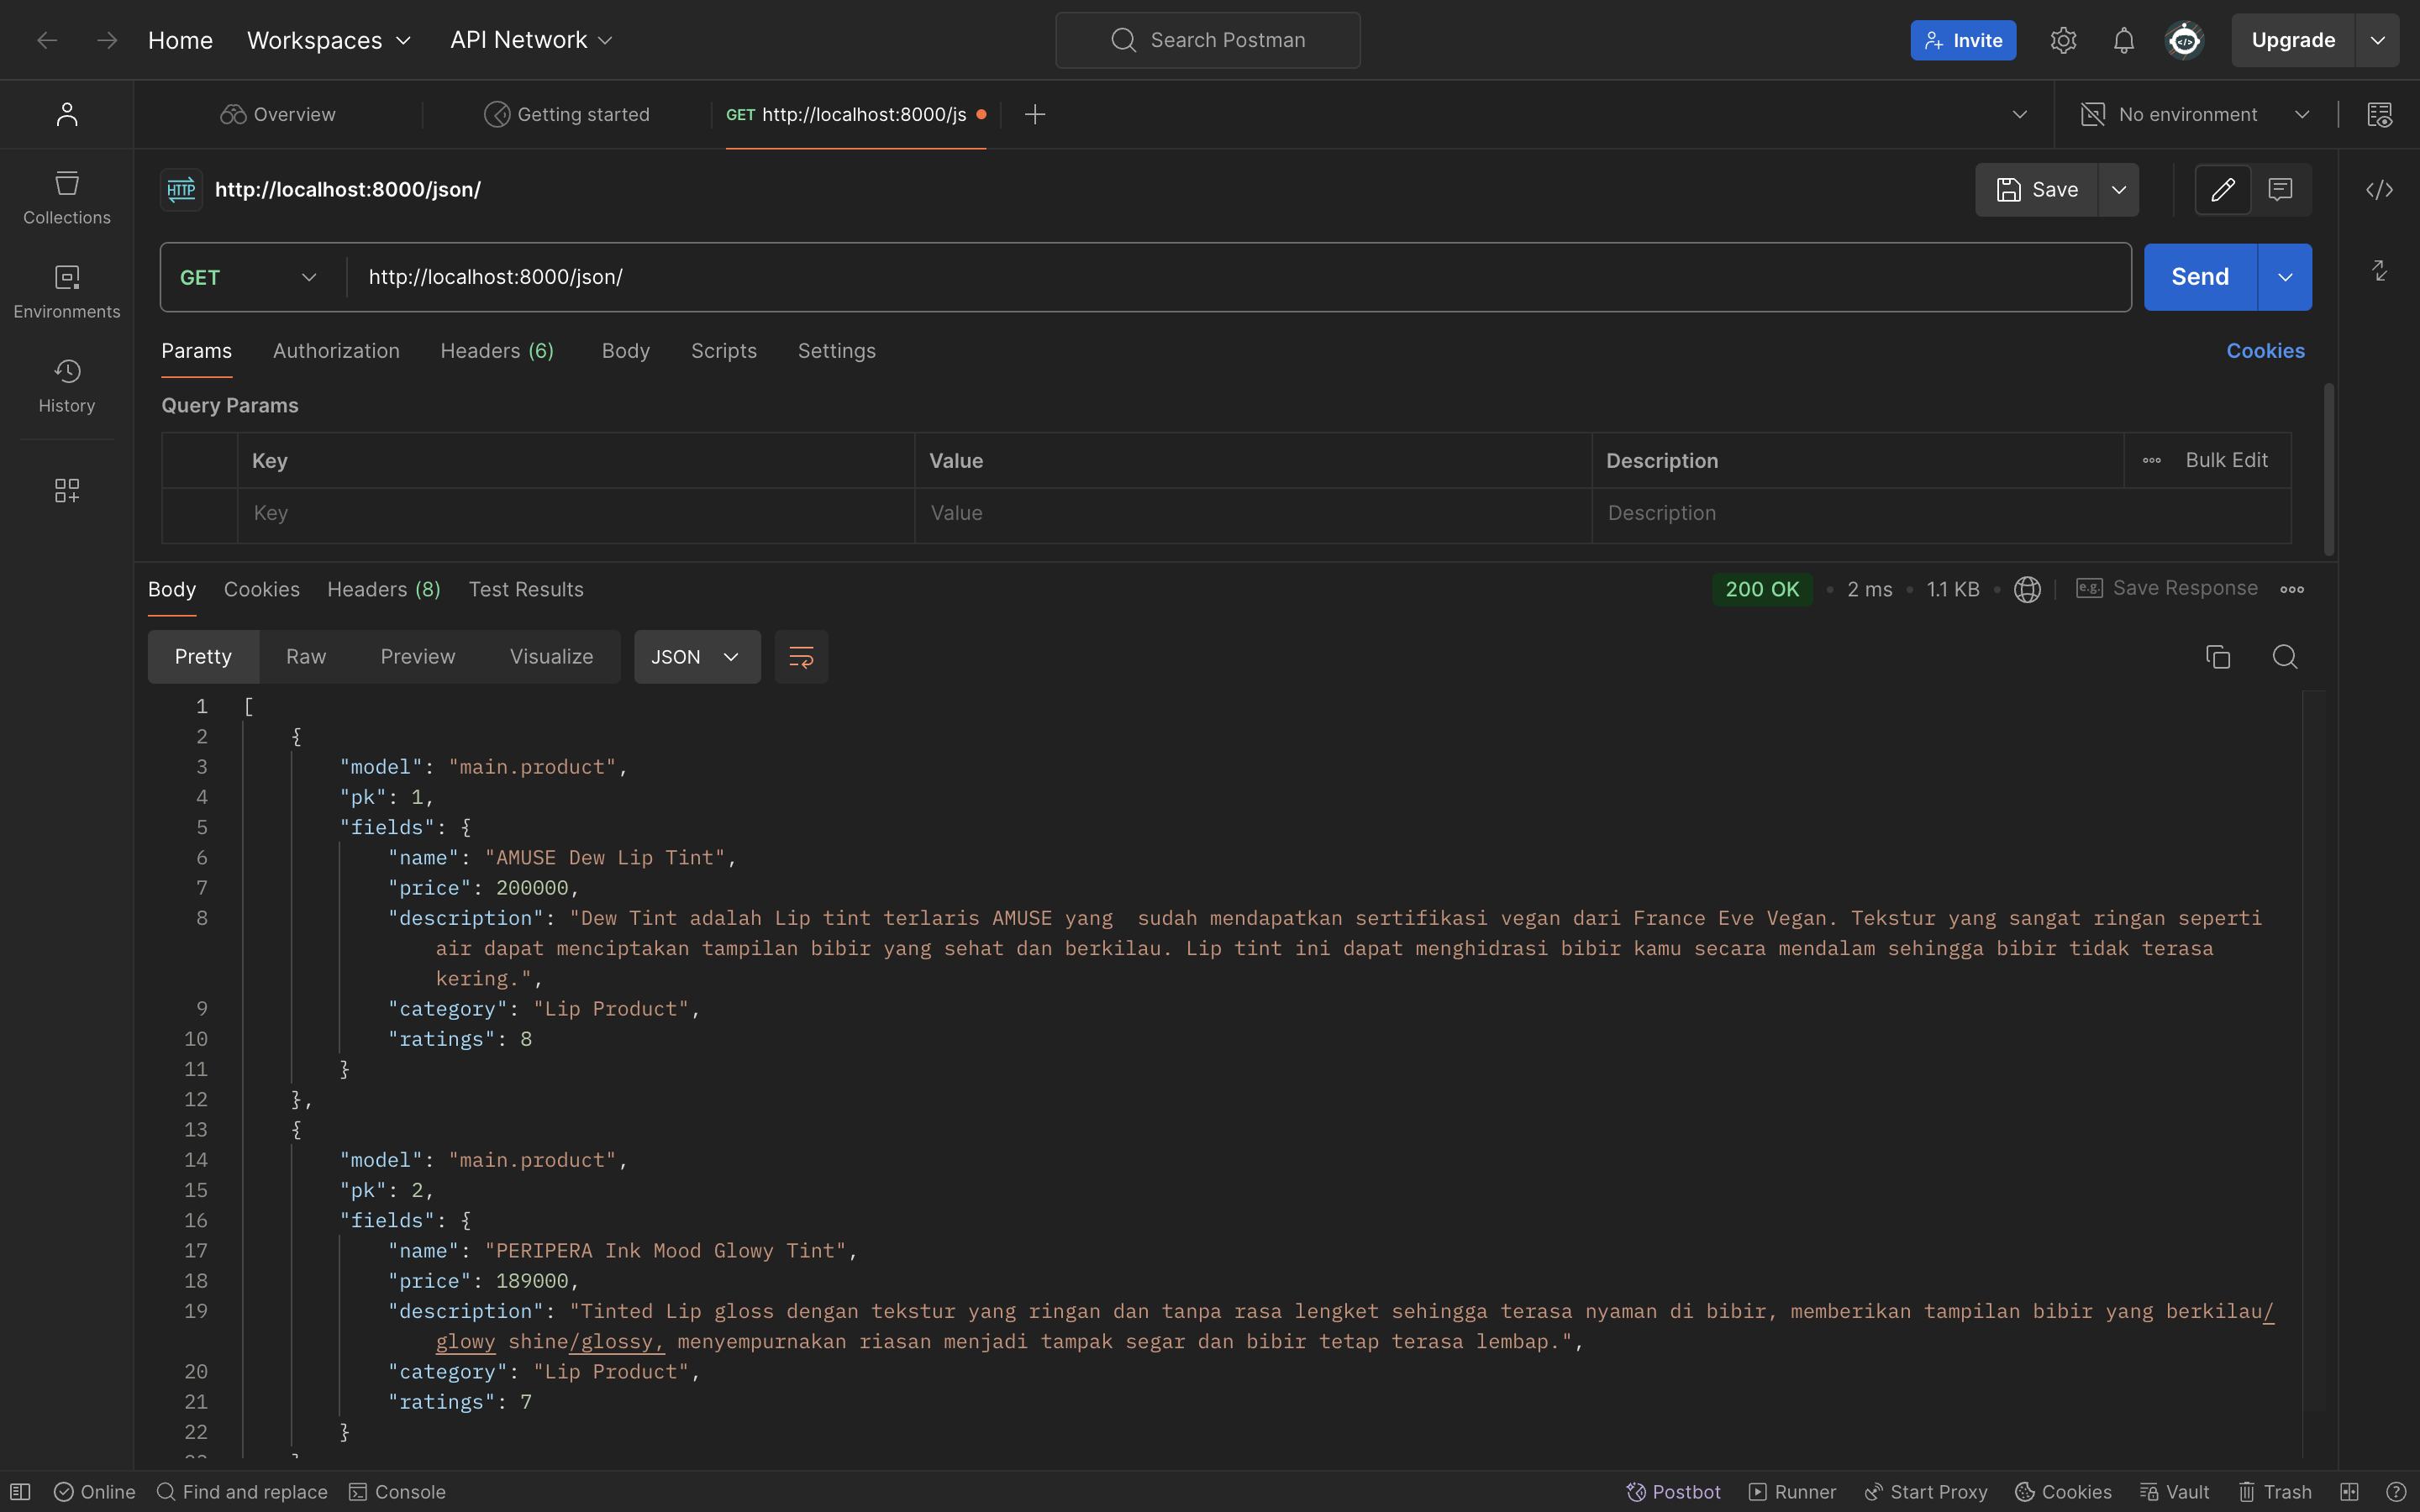 Home Workspaces API Network Search Postman Invite Upgrade
Overview Getting started GET http://localhost:8000/js No environment
HTTP http://localhost:8000/json/ Save
GET http://localhost:8000/json/ Send
Collections
Environments
History
Params Authorization Headers (6) Body Scripts Settings Cookies
Query Params
Key Value Description Bulk Edit
Key Value Description
Body Cookies Headers (8) Test Results 200 OK 2 ms 1.1 KB e.g. Save Response
Pretty Raw Preview Visualize JSON
1 [
2 {
3 "model": "main.product",
4 "pk": 1,
5 "fields": {
6 "name": "AMUSE Dew Lip Tint",
7 "price": 200000,
8 "description": "Dew Tint adalah Lip tint terlaris AMUSE yang  sudah mendapatkan sertifikasi vegan dari France Eve Vegan. Tekstur yang sangat ringan seperti
air dapat menciptakan tampilan bibir yang sehat dan berkilau. Lip tint ini dapat menghidrasi bibir kamu secara mendalam sehingga bibir tidak terasa
kering.",
9 "category": "Lip Product",
10 "ratings": 8
11 }
12 },
13 {
14 "model": "main.product",
15 "pk": 2,
16 "fields": {
17 "name": "PERIPERA Ink Mood Glowy Tint",
18 "price": 189000,
19 "description": "Tinted Lip gloss dengan tekstur yang ringan dan tanpa rasa lengket sehingga terasa nyaman di bibir, memberikan tampilan bibir yang berkilau/
glowy shine/glossy, menyempurnakan riasan menjadi tampak segar dan bibir tetap terasa lembap.",
20 "category": "Lip Product",
21 "ratings": 7
22 }
Online Find and replace Console Postbot Runner Start Proxy Cookies Vault Trash